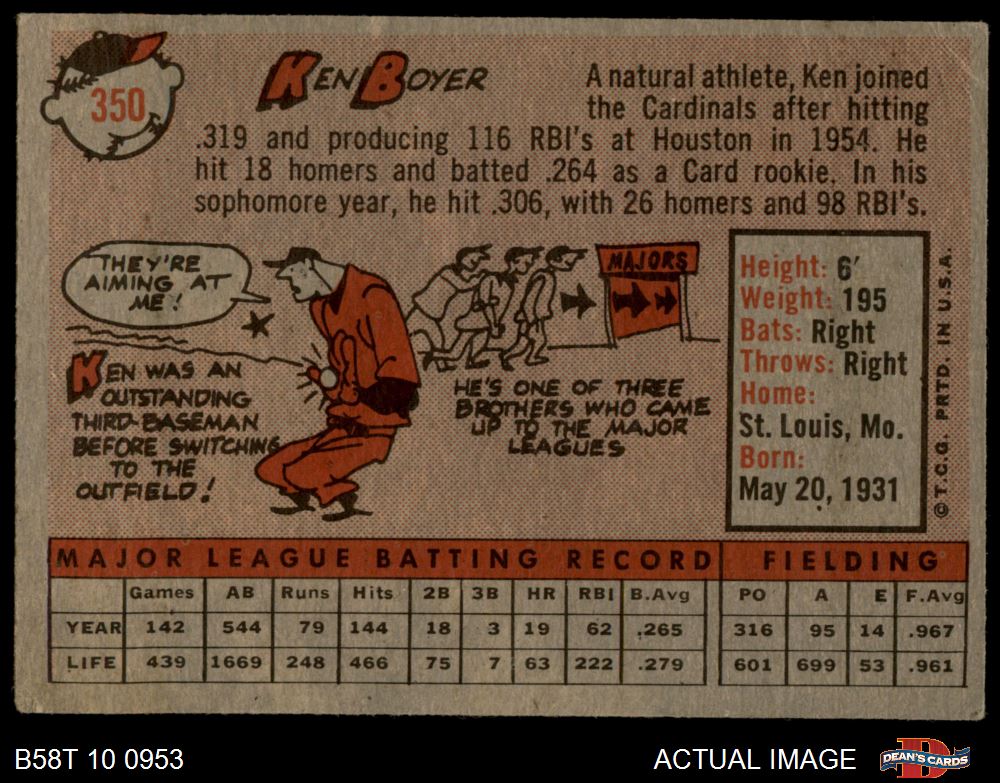 350
KEN BOYER
A natural athlete, Ken joined
the Cardinals after hitting
.319 and producing 116 RBI's at Houston in 1954. He
hit 18 homers and batted .264 as a Card rookie. In his
sophomore year, he hit .306, with 26 homers and 98 RBI's.
THEY'RE
AIMING AT
ME!
KEN WAS AN
OUTSTANDING
THIRD-BASEMAN
BEFORE SWITCHING
TO THE
OUTFIELD!
MAJORS
HE'S ONE OF THREE
BROTHERS WHO CAME
UP TO THE MAJOR
LEAGUES
Height: 6'
Weight: 195
Bats: Right
Throws: Right
Home:
St. Louis, Mo.
Born:
May 20, 1931
© T.C.G. PRTD. IN U.S.A.
MAJOR LEAGUE BATTING RECORD FIELDING
Games AB Runs Hits 2B 3B HR RBI B.Avg PO A E F.Avg
YEAR 142 544 79 144 18 3 19 62 .265 316 95 14 .967
LIFE 439 1669 248 466 75 7 63 222 .279 601 699 53 .961
B58T 10 0953
ACTUAL IMAGE
D
DEAN'S CARDS